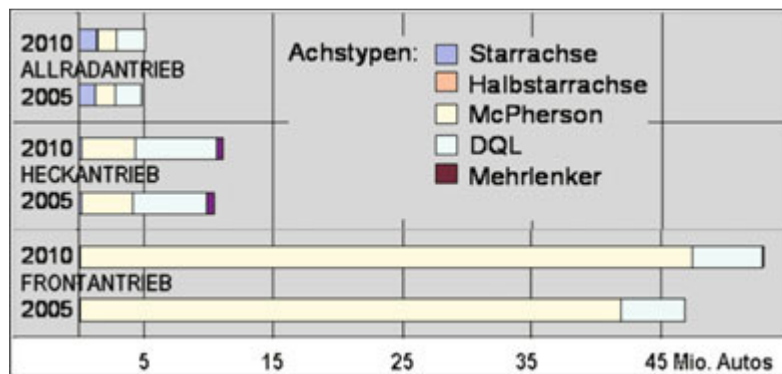 2010
ALLRADANTRIEB
2005
2010
HECKANTRIEB
2005
2010
FRONTANTRIEB
2005
Achstypen:
Starrachse
Halbstarrachse
McPherson
DQL
Mehrlenker
5 15 25 35 45 Mio. Autos